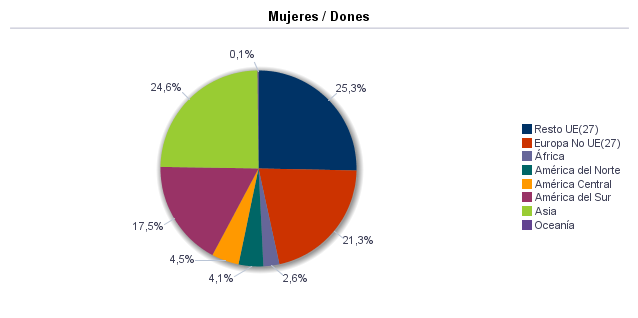 Mujeres / Dones
0,1%
24,6%
25,3%
17,5%
21,3%
4,5%
4,1%
2,6%
Resto UE(27)
Europa No UE(27)
África
América del Norte
América Central
América del Sur
Asia
Oceanía